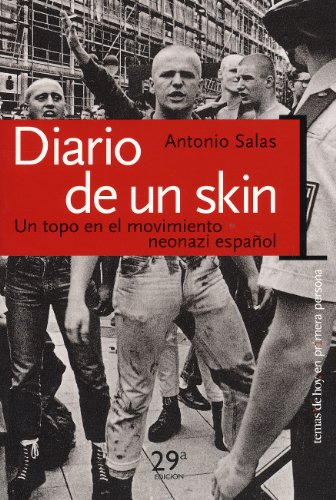 Diario
Antonio Salas
de un skin
Un topo en el movimiento
neonazi español
temas de hoy en primera persona
29ª
EDICIÓN